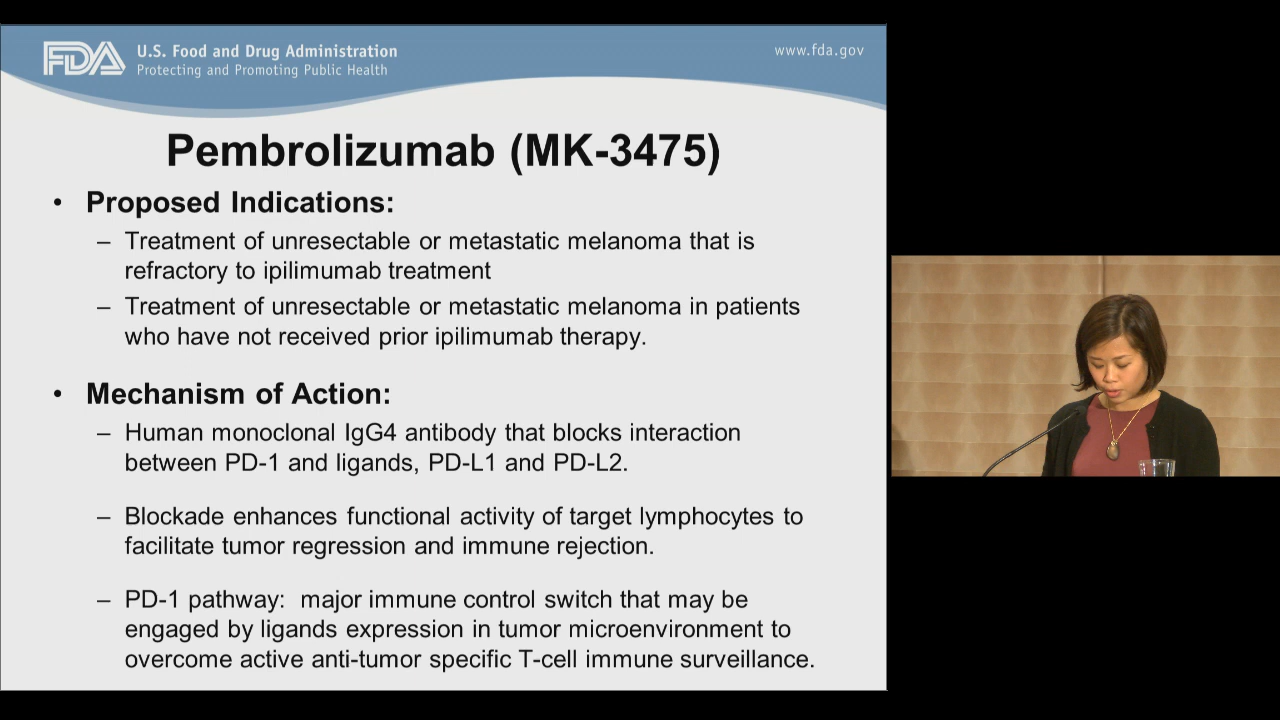 FDA
U.S. Food and Drug Administration
Protecting and Promoting Public Health
www.fda.gov
Pembrolizumab (MK-3475)
• Proposed Indications:
– Treatment of unresectable or metastatic melanoma that is
refractory to ipilimumab treatment
– Treatment of unresectable or metastatic melanoma in patients
who have not received prior ipilimumab therapy.
• Mechanism of Action:
– Human monoclonal IgG4 antibody that blocks interaction
between PD-1 and ligands, PD-L1 and PD-L2.
– Blockade enhances functional activity of target lymphocytes to
facilitate tumor regression and immune rejection.
– PD-1 pathway:  major immune control switch that may be
engaged by ligands expression in tumor microenvironment to
overcome active anti-tumor specific T-cell immune surveillance.